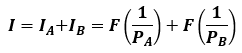 I = I_A+I_B = F(1/P_A) + F(1/P_B)